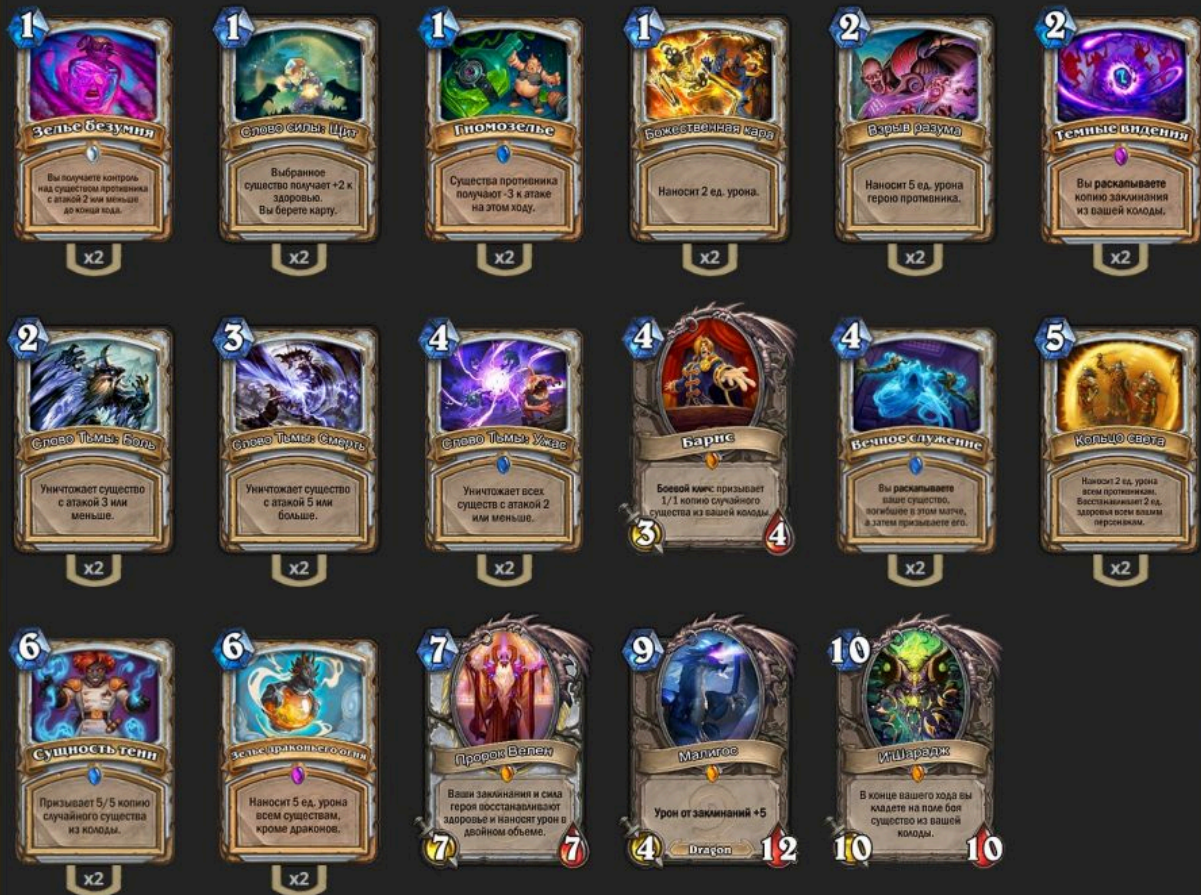 1
Зелье безумия
Вы получаете контроль
над существом противника
с атакой 2 или меньше
до конца хода.
x2
1
Слово силы: Щит
Выбранное
существо получает +2 к
здоровью.
Вы берете карту.
x2
1
Гномозелье
Существа противника
получают -3 к атаке
на этом ходу.
x2
1
Божественная кара
Наносит 2 ед. урона.
x2
2
Взрыв разума
Наносит 5 ед. урона
герою противника.
x2
2
Темные видения
Вы раскапываете
копию заклинания
из вашей колоды.
x2
2
Слово Тьмы: Боль
Уничтожает существо
с атакой 3 или
меньше.
x2
3
Слово Тьмы: Смерть
Уничтожает существо
с атакой 5 или
больше.
x2
4
Слово Тьмы: Ужас
Уничтожает всех
существ с атакой 2
или меньше.
x2
4
Барнс
Боевой клич: призывает
1/1 копию случайного
существа из вашей колоды.
3
4
4
Вечное служение
Вы раскапываете
ваше существо,
погибшее в этом матче,
а затем призываете его.
x2
5
Кольцо света
Наносит 2 ед. урона
всем противникам.
Восстанавливает 2 ед.
здоровья всем вашим
персонажам.
x2
6
Сущность тени
Призывает 5/5 копию
случайного существа
из колоды.
x2
6
Зелье драконьего огня
Наносит 5 ед. урона
всем существам,
кроме драконов.
x2
7
Пророк Велен
Ваши заклинания и сила
героя восстанавливают
здоровье и наносят урон в
двойном объеме.
7
7
9
Малигос
Урон от заклинаний +5
4
Dragon
12
10
И'Шарадж
В конце вашего хода вы
кладете на поле боя
существо из вашей
колоды.
10
10